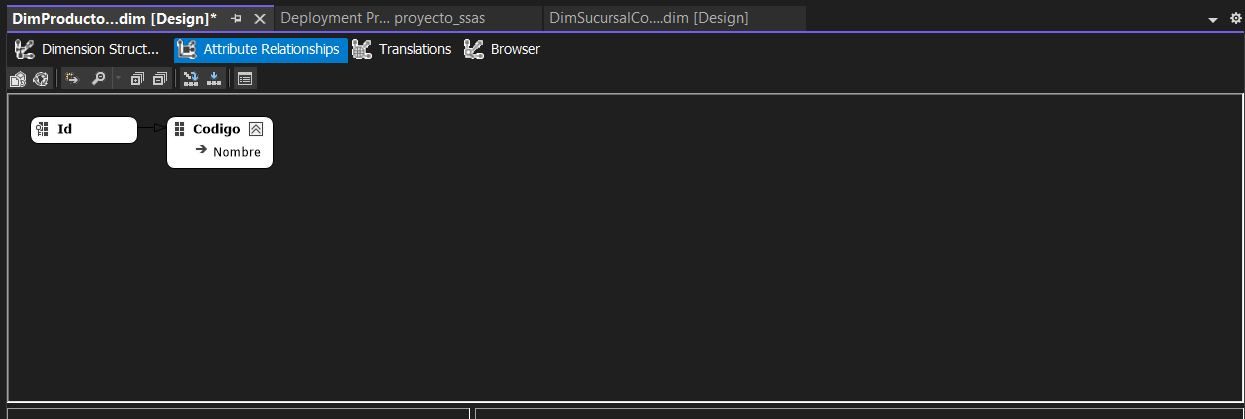 DimProducto...dim [Design]* Deployment Pr... proyecto_ssas DimSucursalCo....dim [Design]
Dimension Struct... Attribute Relationships Translations Browser
Id Codigo
Nombre